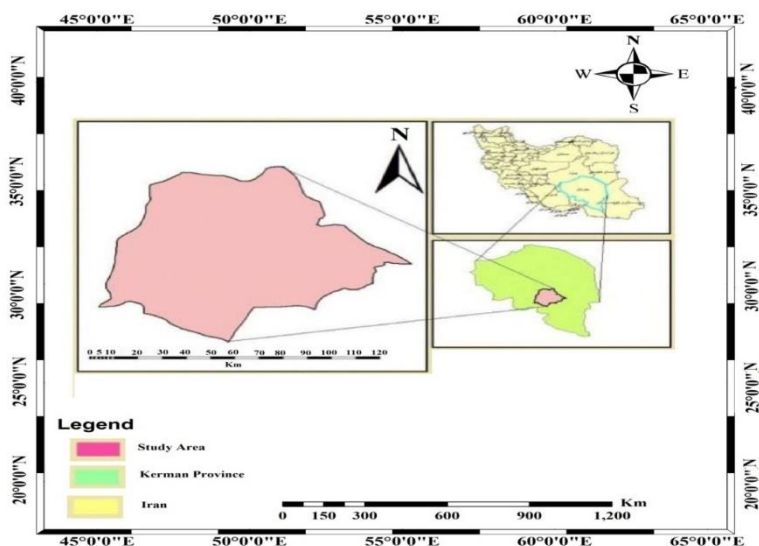 45°0'0"E 50°0'0"E 55°0'0"E 60°0'0"E 65°0'0"E
N
W E
S
40°0'0"N 40°0'0"N
N
35°0'0"N 35°0'0"N
30°0'0"N 30°0'0"N
0 5 10 20 30 40 50 60 70 80 90 100 110 120
Km
25°0'0"N 25°0'0"N
Legend
Study Area
Kerman Province
20°0'0"N 20°0'0"N
Iran
Km
0 150 300 600 900 1,200
45°0'0"E 50°0'0"E 55°0'0"E 60°0'0"E 65°0'0"E